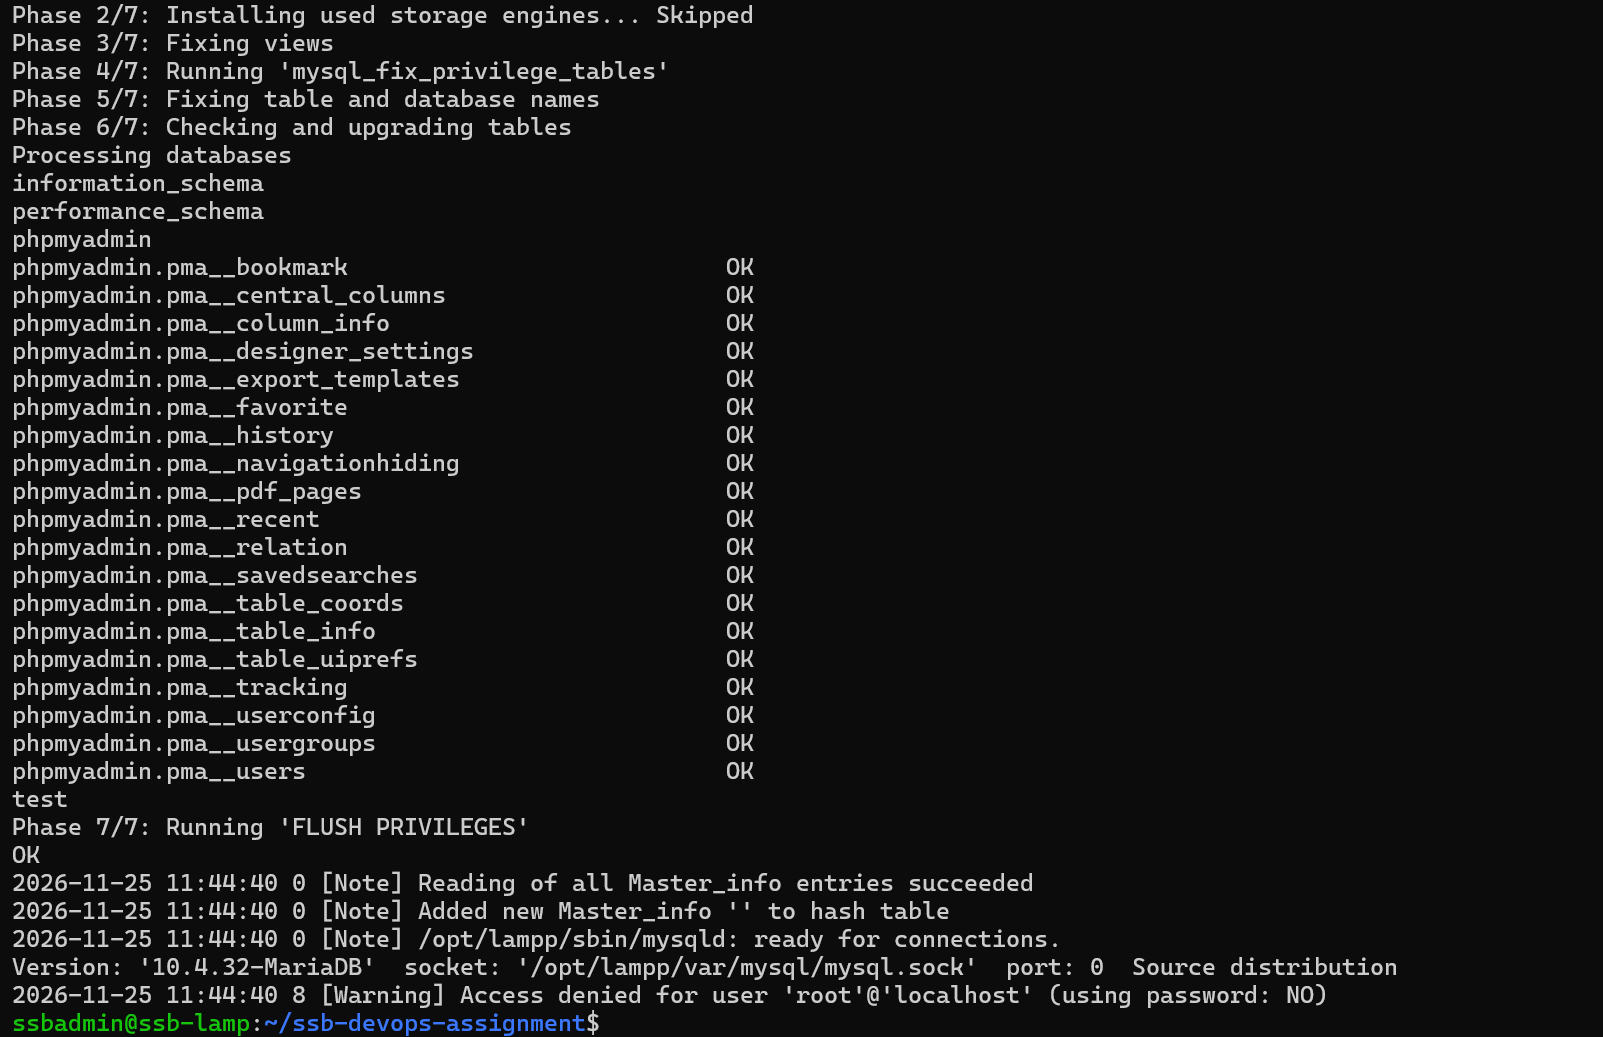 Phase 2/7: Installing used storage engines... Skipped
Phase 3/7: Fixing views
Phase 4/7: Running 'mysql_fix_privilege_tables'
Phase 5/7: Fixing table and database names
Phase 6/7: Checking and upgrading tables
Processing databases
information_schema
performance_schema
phpmyadmin
phpmyadmin.pma__bookmark                           OK
phpmyadmin.pma__central_columns                    OK
phpmyadmin.pma__column_info                        OK
phpmyadmin.pma__designer_settings                  OK
phpmyadmin.pma__export_templates                   OK
phpmyadmin.pma__favorite                           OK
phpmyadmin.pma__history                            OK
phpmyadmin.pma__navigationhiding                   OK
phpmyadmin.pma__pdf_pages                          OK
phpmyadmin.pma__recent                             OK
phpmyadmin.pma__relation                           OK
phpmyadmin.pma__savedsearches                      OK
phpmyadmin.pma__table_coords                       OK
phpmyadmin.pma__table_info                         OK
phpmyadmin.pma__table_uiprefs                      OK
phpmyadmin.pma__tracking                           OK
phpmyadmin.pma__userconfig                         OK
phpmyadmin.pma__usergroups                         OK
phpmyadmin.pma__users                              OK
test
Phase 7/7: Running 'FLUSH PRIVILEGES'
OK
2026-11-25 11:44:40 0 [Note] Reading of all Master_info entries succeeded
2026-11-25 11:44:40 0 [Note] Added new Master_info '' to hash table
2026-11-25 11:44:40 0 [Note] /opt/lampp/sbin/mysqld: ready for connections.
Version: '10.4.32-MariaDB'  socket: '/opt/lampp/var/mysql/mysql.sock'  port: 0  Source distribution
2026-11-25 11:44:40 8 [Warning] Access denied for user 'root'@'localhost' (using password: NO)
ssbadmin@ssb-lamp:~/ssb-devops-assignment$